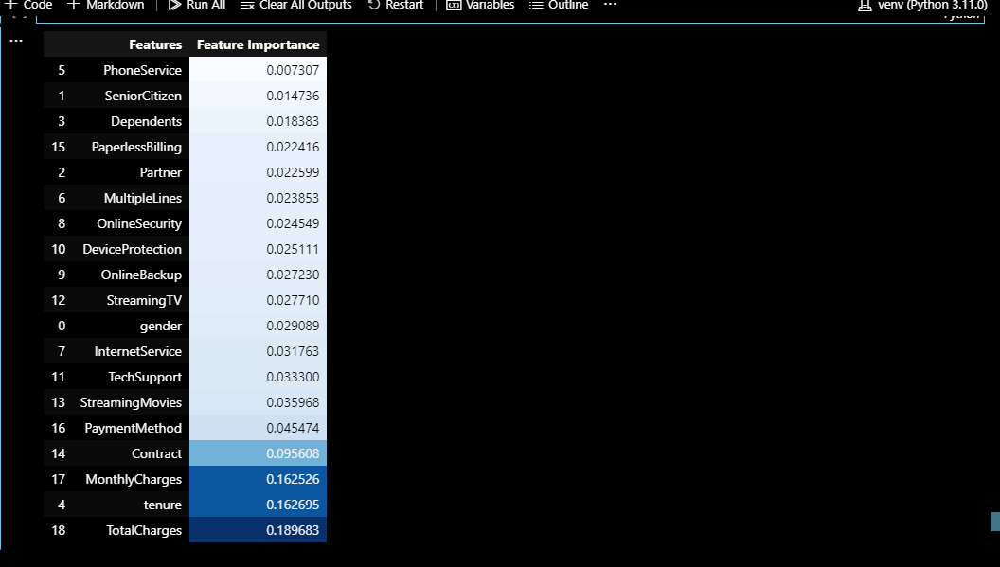 + Code + Markdown Run All Clear All Outputs Restart Variables Outline ··· venv (Python 3.11.0)
Python
...
Features Feature Importance
5 PhoneService 0.007307
1 SeniorCitizen 0.014736
3 Dependents 0.018383
15 PaperlessBilling 0.022416
2 Partner 0.022599
6 MultipleLines 0.023853
8 OnlineSecurity 0.024549
10 DeviceProtection 0.025111
9 OnlineBackup 0.027230
12 StreamingTV 0.027710
0 gender 0.029089
7 InternetService 0.031763
11 TechSupport 0.033300
13 StreamingMovies 0.035968
16 PaymentMethod 0.045474
14 Contract 0.095608
17 MonthlyCharges 0.162526
4 tenure 0.162695
18 TotalCharges 0.189683